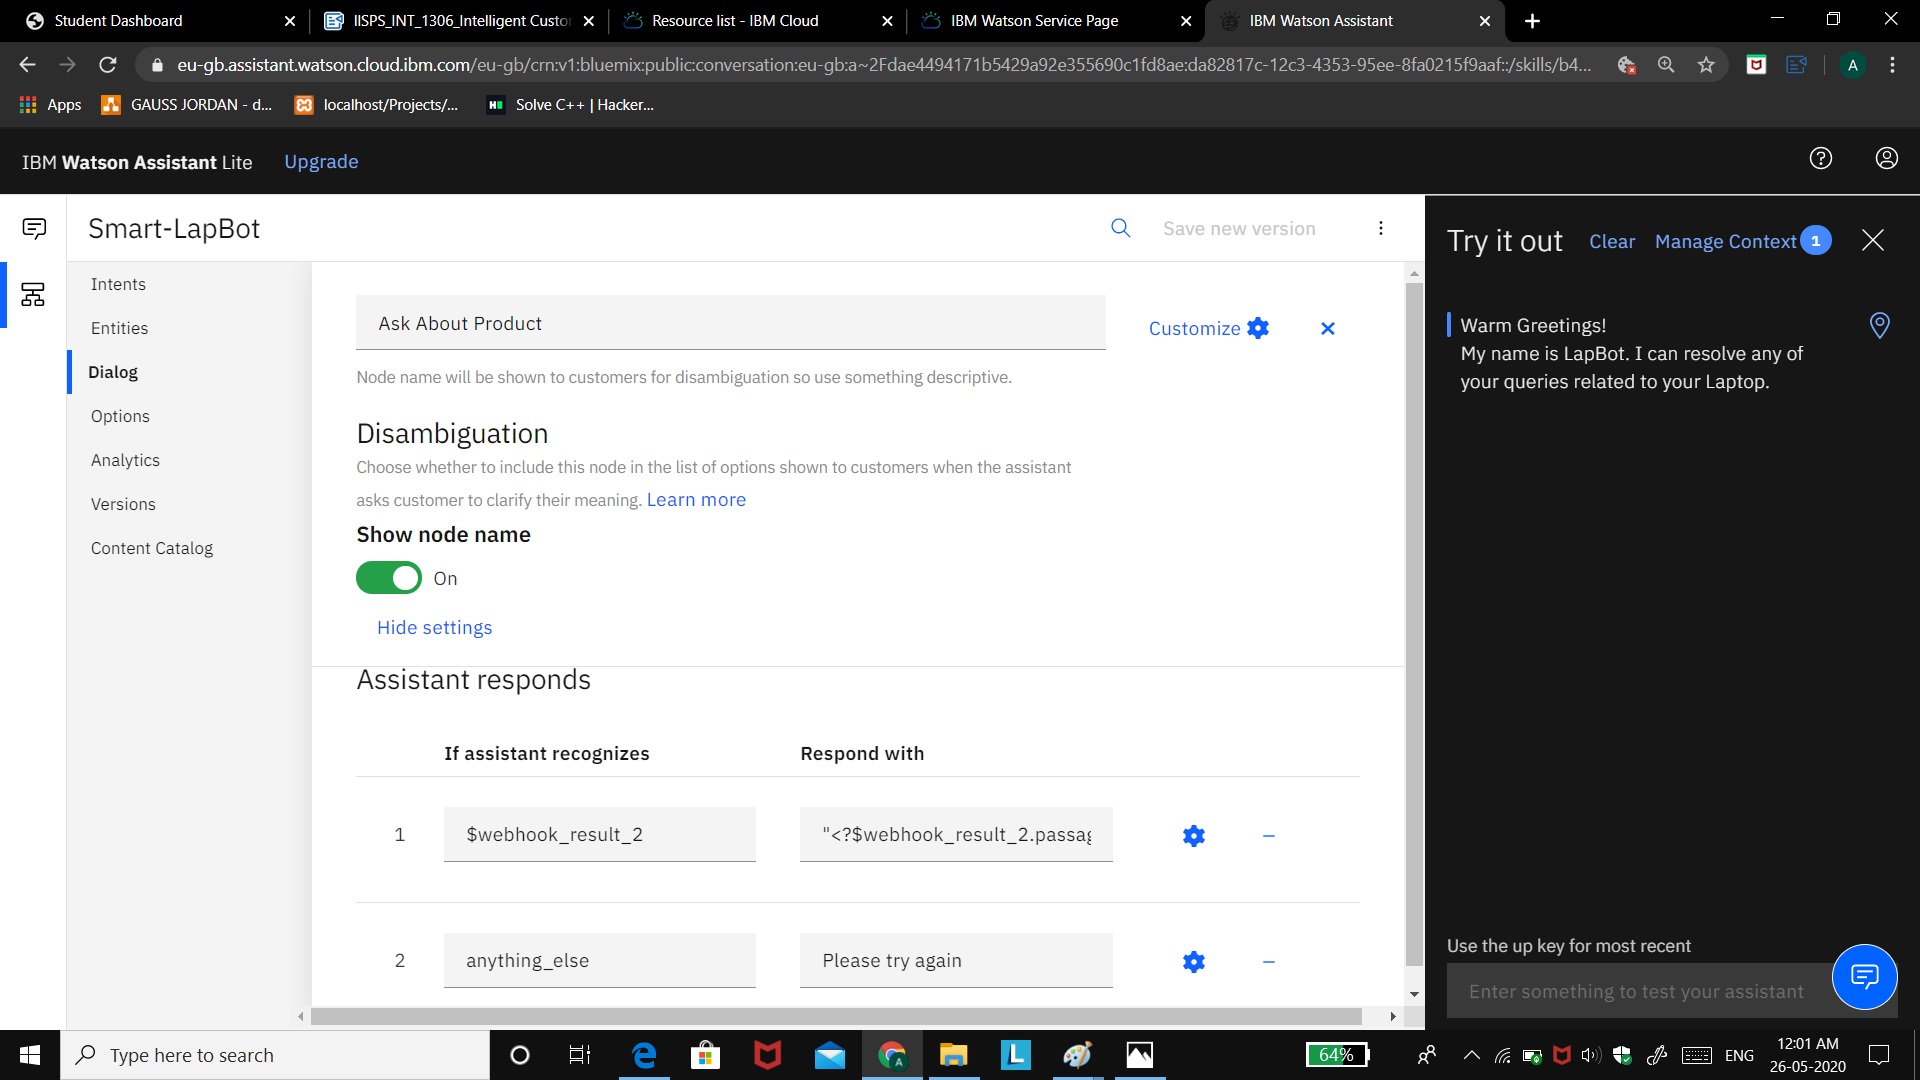 Student Dashboard
IISPS_INT_1306_Intelligent Custo
Resource list - IBM Cloud
IBM Watson Service Page
IBM Watson Assistant
eu-gb.assistant.watson.cloud.ibm.com/eu-gb/crn:v1:bluemix:public:conversation:eu-gb:a~2Fdae4494171b5429a92e355690c1fd8ae:da82817c-12c3-4353-95ee-8fa0215f9aaf::/skills/b4...
A
Apps
GAUSS JORDAN - d...
localhost/Projects/...
Solve C++ | Hacker...
IBM Watson Assistant Lite
Upgrade
Smart-LapBot
Save new version
Intents
Entities
Dialog
Options
Analytics
Versions
Content Catalog
Ask About Product
Customize
Node name will be shown to customers for disambiguation so use something descriptive.
Disambiguation
Choose whether to include this node in the list of options shown to customers when the assistant
asks customer to clarify their meaning. Learn more
Show node name
On
Hide settings
Assistant responds
If assistant recognizes
Respond with
1
$webhook_result_2
"<?$webhook_result_2.passag
2
anything_else
Please try again
Try it out
Clear
Manage Context 1
Warm Greetings!
My name is LapBot. I can resolve any of
your queries related to your Laptop.
Use the up key for most recent
Enter something to test your assistant
Type here to search
L
64%
ENG
12:01 AM
26-05-2020